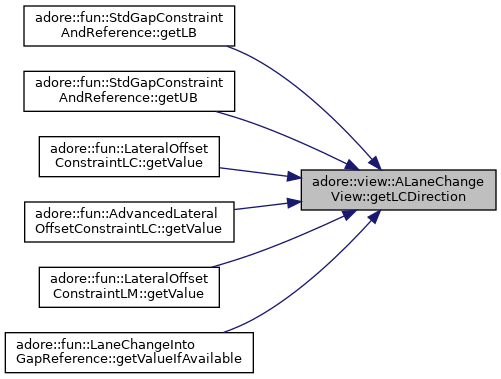 adore::fun::StdGapConstraint
AndReference::getLB
adore::fun::StdGapConstraint
AndReference::getUB
adore::fun::LateralOffset
ConstraintLC::getValue
adore::view::ALaneChange
View::getLCDirection
adore::fun::AdvancedLateral
OffsetConstraintLC::getValue
adore::fun::LateralOffset
ConstraintLM::getValue
adore::fun::LaneChangeInto
GapReference::getValueIfAvailable